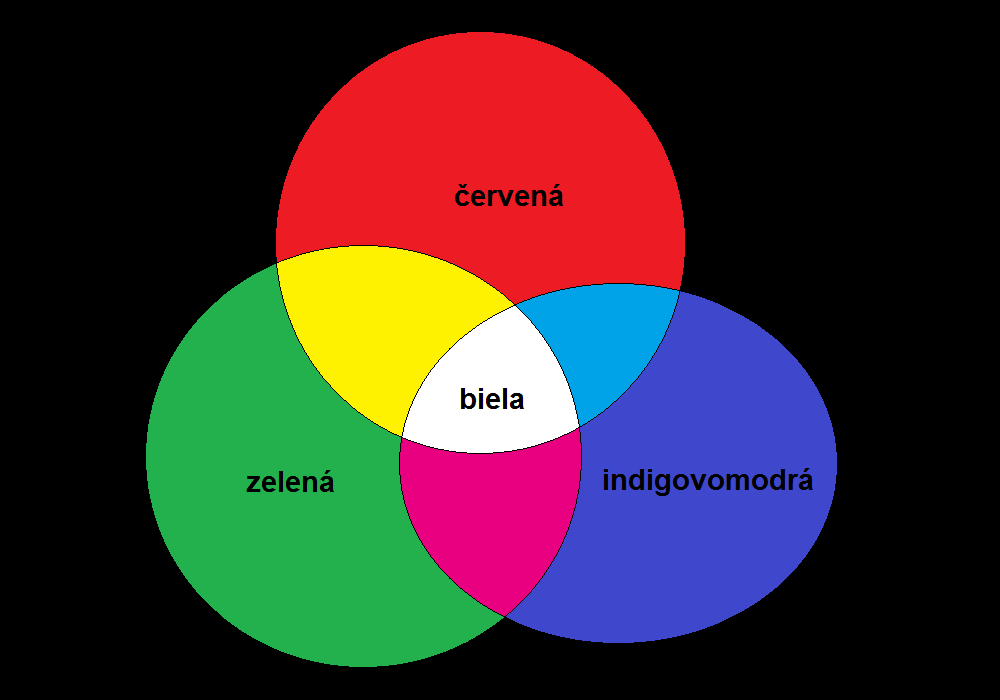 červená
biela
zelená
indigovomodrá